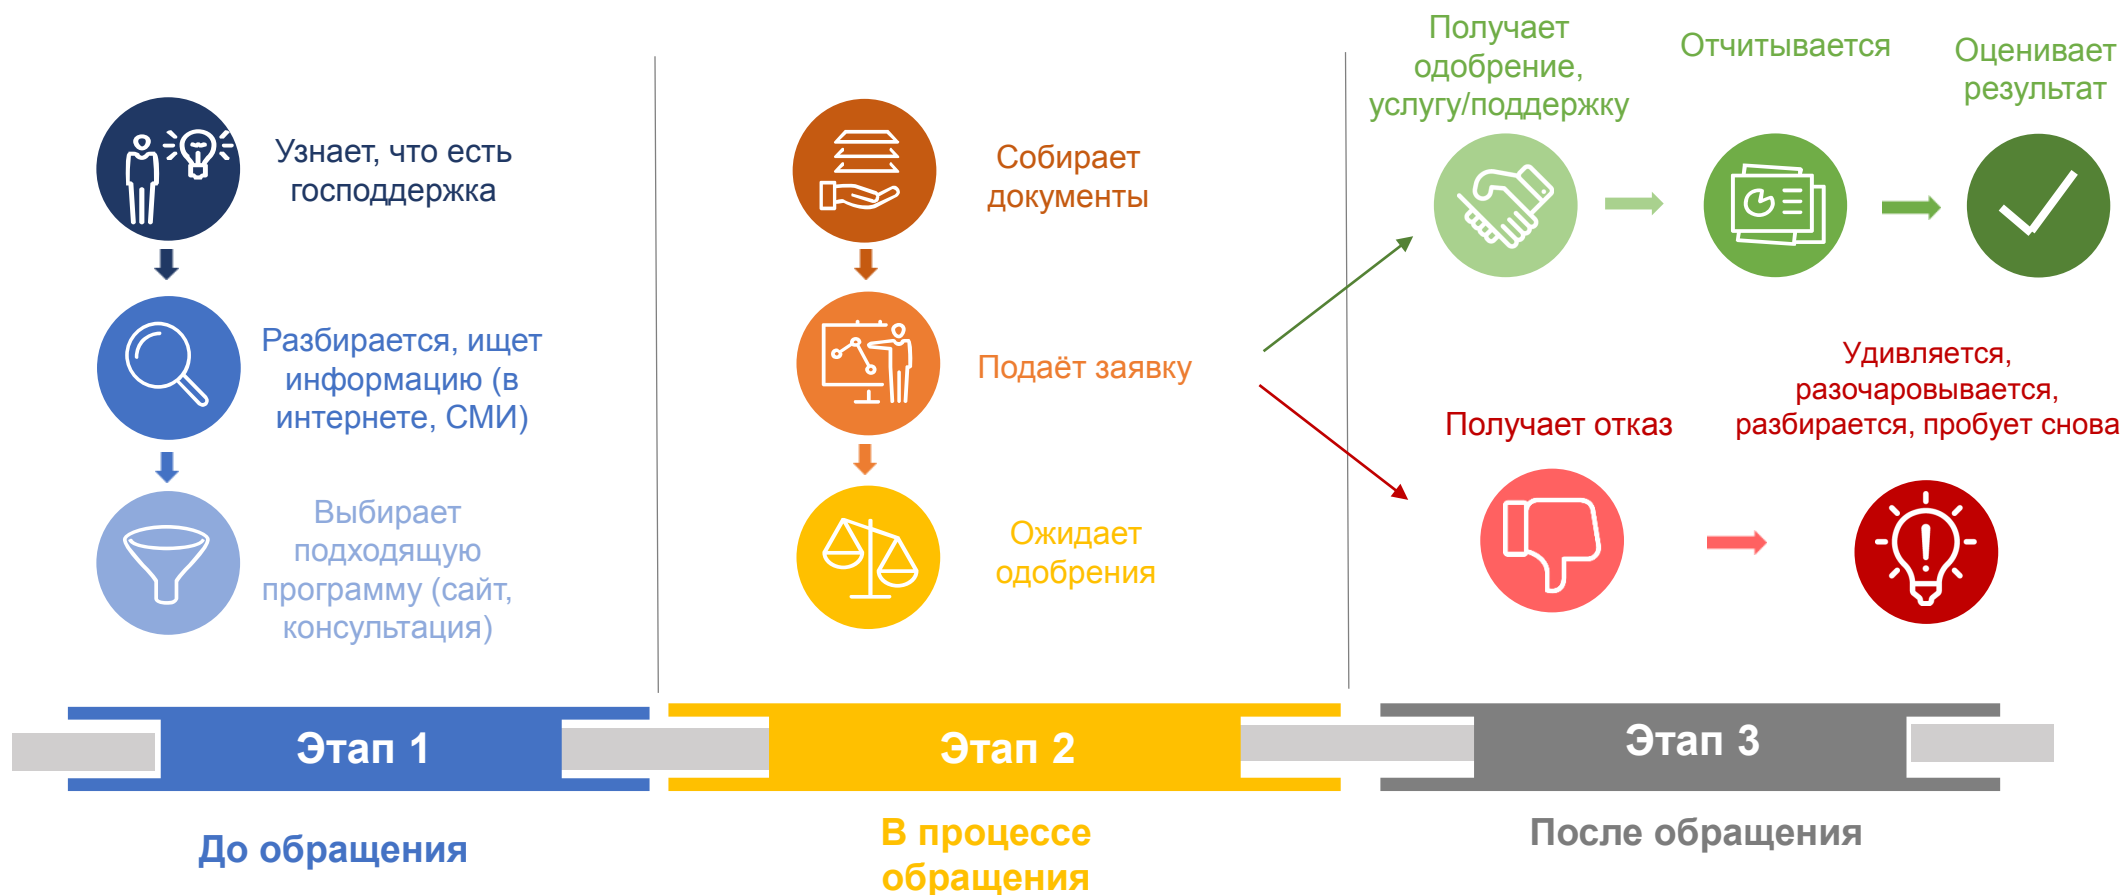 Узнает, что есть
господдержка
Разбирается, ищет
информацию (в
интернете, СМИ)
Выбирает
подходящую
программу (сайт,
консультация)
Собирает
документы
Подаёт заявку
Ожидает
одобрения
Получает
одобрение,
услугу/поддержку
Отчитывается
Оценивает
результат
Получает отказ
Удивляется,
разочаровывается,
разбирается, пробует снова
Этап 1
Этап 2
Этап 3
До обращения
В процессе
обращения
После обращения